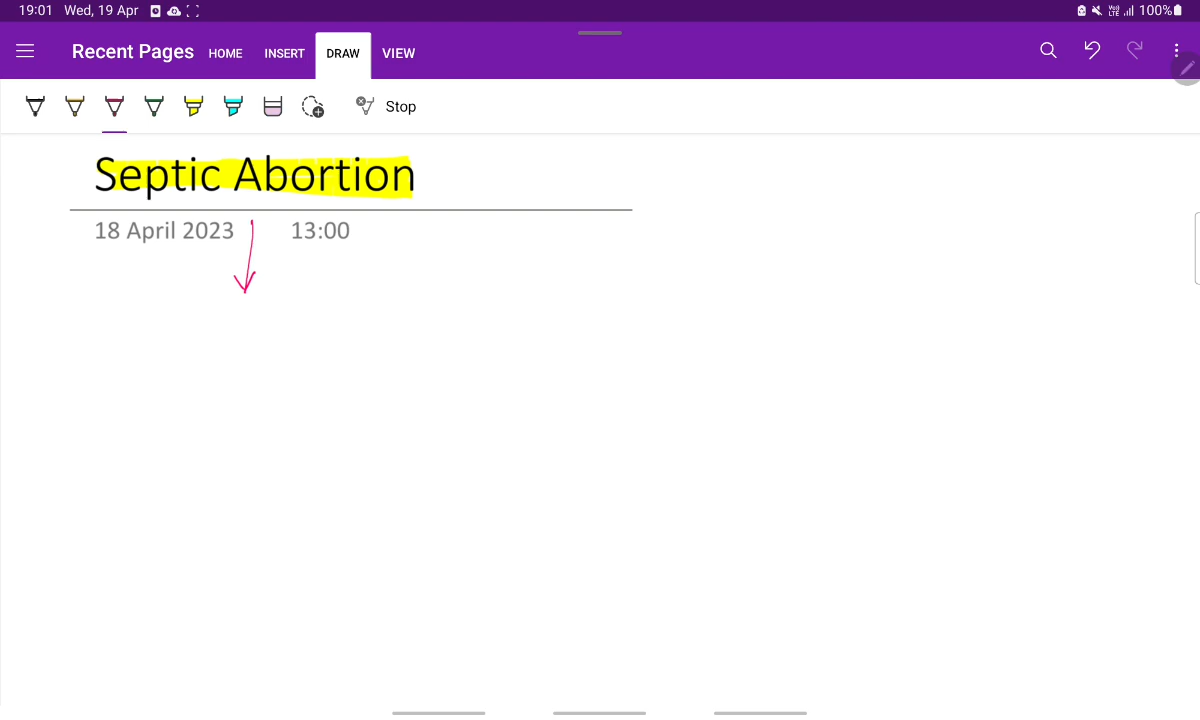 19:01 Wed, 19 Apr 100%
Recent Pages HOME INSERT DRAW VIEW
Stop
Septic Abortion
18 April 2023 13:00